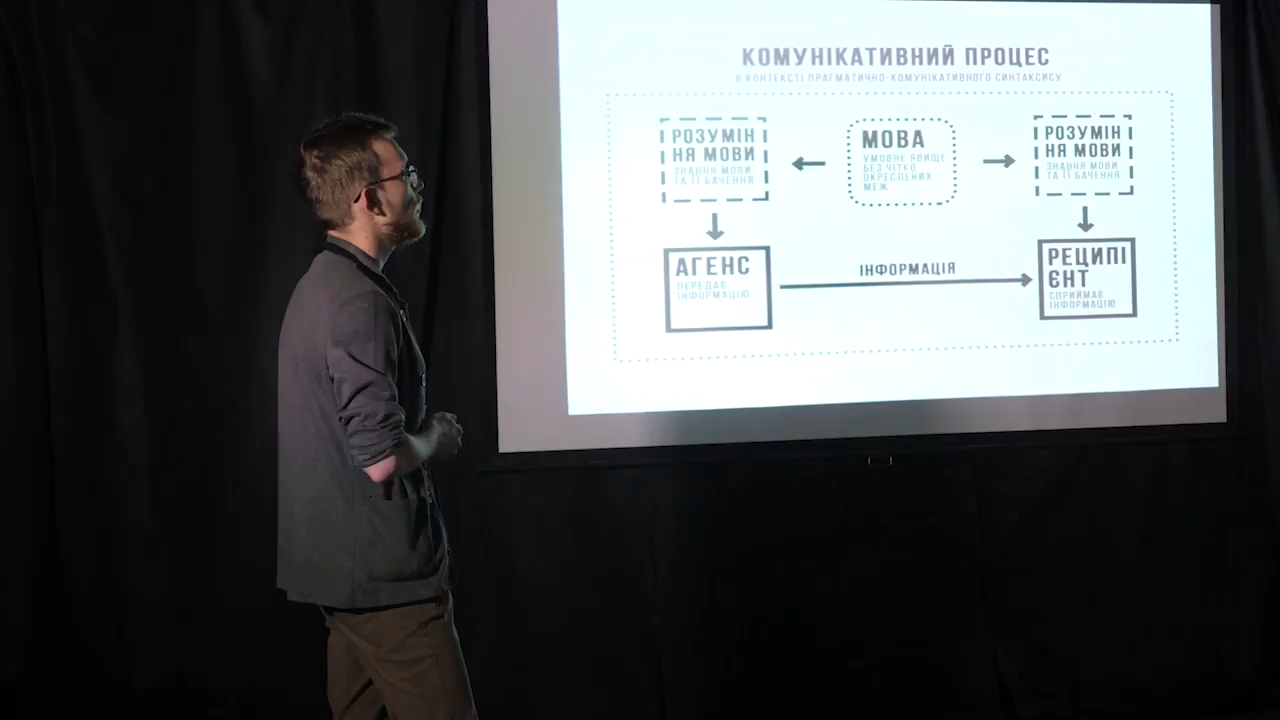 КОМУНІКАТИВНИЙ ПРОЦЕС
В КОНТЕКСТІ ПРАГМАТИЧНО-КОМУНІКАТИВНОГО СИНТАКСИСУ
РОЗУМІН
НЯ МОВИ
ЗНАННЯ МОВИ
ТА ЇЇ БАЧЕННЯ
МОВА
УМОВНЕ ЯВИЩЕ
БЕЗ ЧІТКО
ОКРЕСЛЕНИХ
МЕЖ
РОЗУМІН
НЯ МОВИ
ЗНАННЯ МОВИ
ТА ЇЇ БАЧЕННЯ
АГЕНС
ПЕРЕДАЄ
ІНФОРМАЦІЮ
ІНФОРМАЦІЯ
РЕЦИПІ
ЄНТ
СПРИЙМАЄ
ІНФОРМАЦІЮ